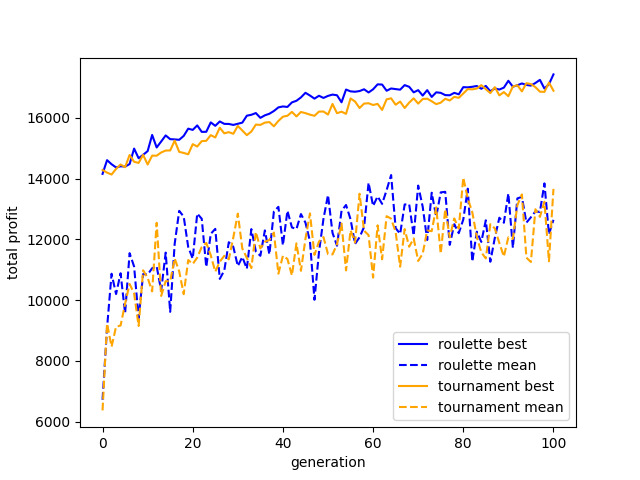 16000
14000
12000
10000
8000
6000
total profit
0
20
40
60
80
100
generation
roulette best
roulette mean
tournament best
tournament mean